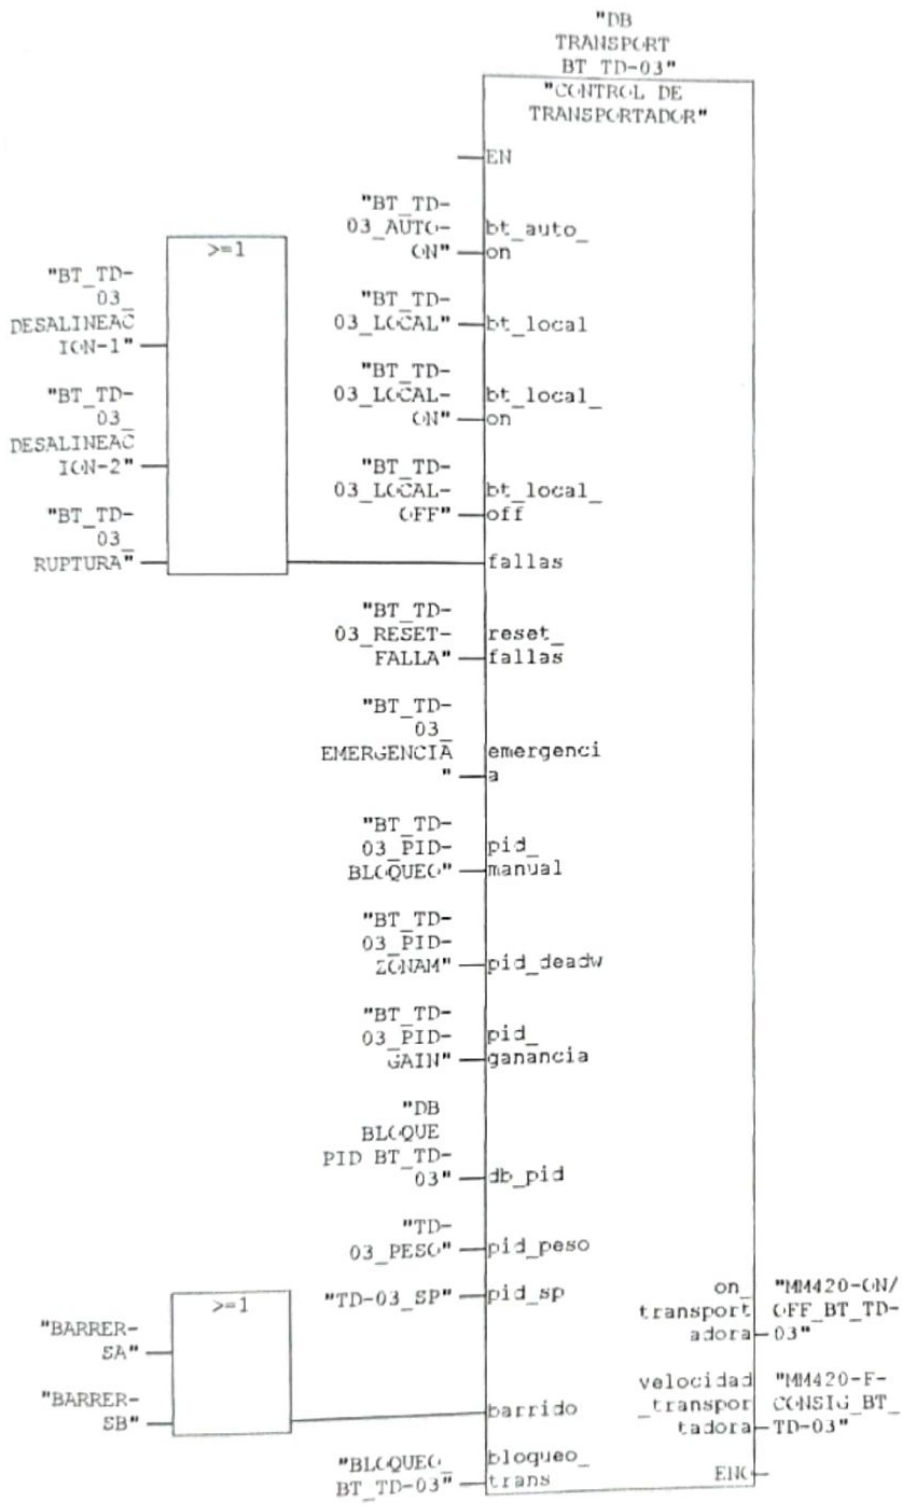 "DB
TRANSPORT
BT_TD-03"
"CONTROL DE
TRANSPORTADOR"
EN
"BT_TD-
03_AUTO-
ON"
bt_auto_
on
>=1
"BT_TD-
03_
DESALINEAC
ION-1"
"BT_TD-
03_LOCAL"
bt_local
"BT_TD-
03_LOCAL-
ON"
bt_local_
on
"BT_TD-
03_
DESALINEAC
ION-2"
"BT_TD-
03_LOCAL-
OFF"
bt_local_
off
"BT_TD-
03_
RUPTURA"
fallas
"BT_TD-
03_RESET-
FALLA"
reset_
fallas
"BT_TD-
03_
EMERGENCIA
"
emergenci
a
"BT_TD-
03_PID-
BLOQUEO"
pid_
manual
"BT_TD-
03_PID-
ZONAM"
pid_deadw
"BT_TD-
03_PID-
GAIN"
pid_
ganancia
"DB
BLOQUE
PID BT_TD-
03"
db_pid
"TD-
03_PESO"
pid_peso
"TD-03_SP"
pid_sp
on_
transport
adora
"MM420-ON/
OFF_BT_TD-
03"
>=1
"BARRER-
SA"
"BARRER-
SB"
barrido
velocidad
_transpor
tadora
"MM420-F-
CONSIG_BT_
TD-03"
"BLOQUEO_
BT_TD-03"
bloqueo_
trans
ENO